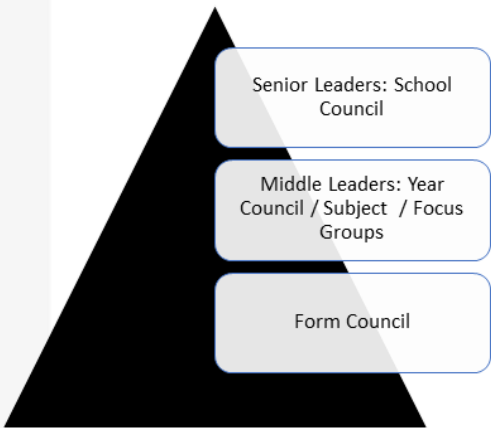 Senior Leaders: School
Council
Middle Leaders: Year
Council / Subject  / Focus
Groups
Form Council